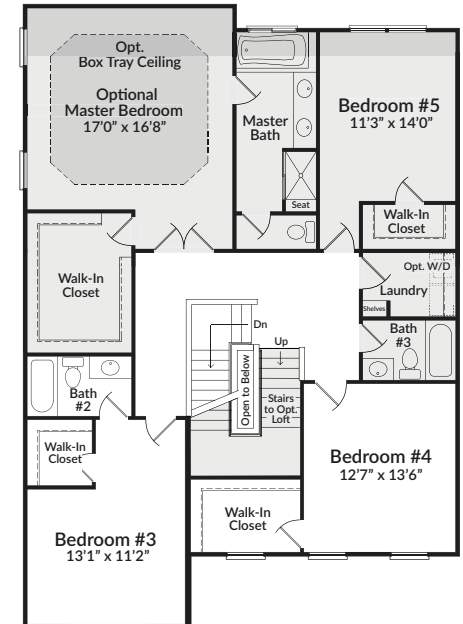 Opt.
Box Tray Ceiling
Optional
Master Bedroom
17'0" x 16'8"
Master
Bath
Seat
Bedroom #5
11'3" x 14'0"
Walk-In
Closet
Walk-In
Closet
Opt. W/D
Laundry
Shelves
Dn
Up
Open to Below
Stairs
to Opt.
Loft
Bath
#3
Bath
#2
Walk-In
Closet
Bedroom #4
12'7" x 13'6"
Walk-In
Closet
Bedroom #3
13'1" x 11'2"